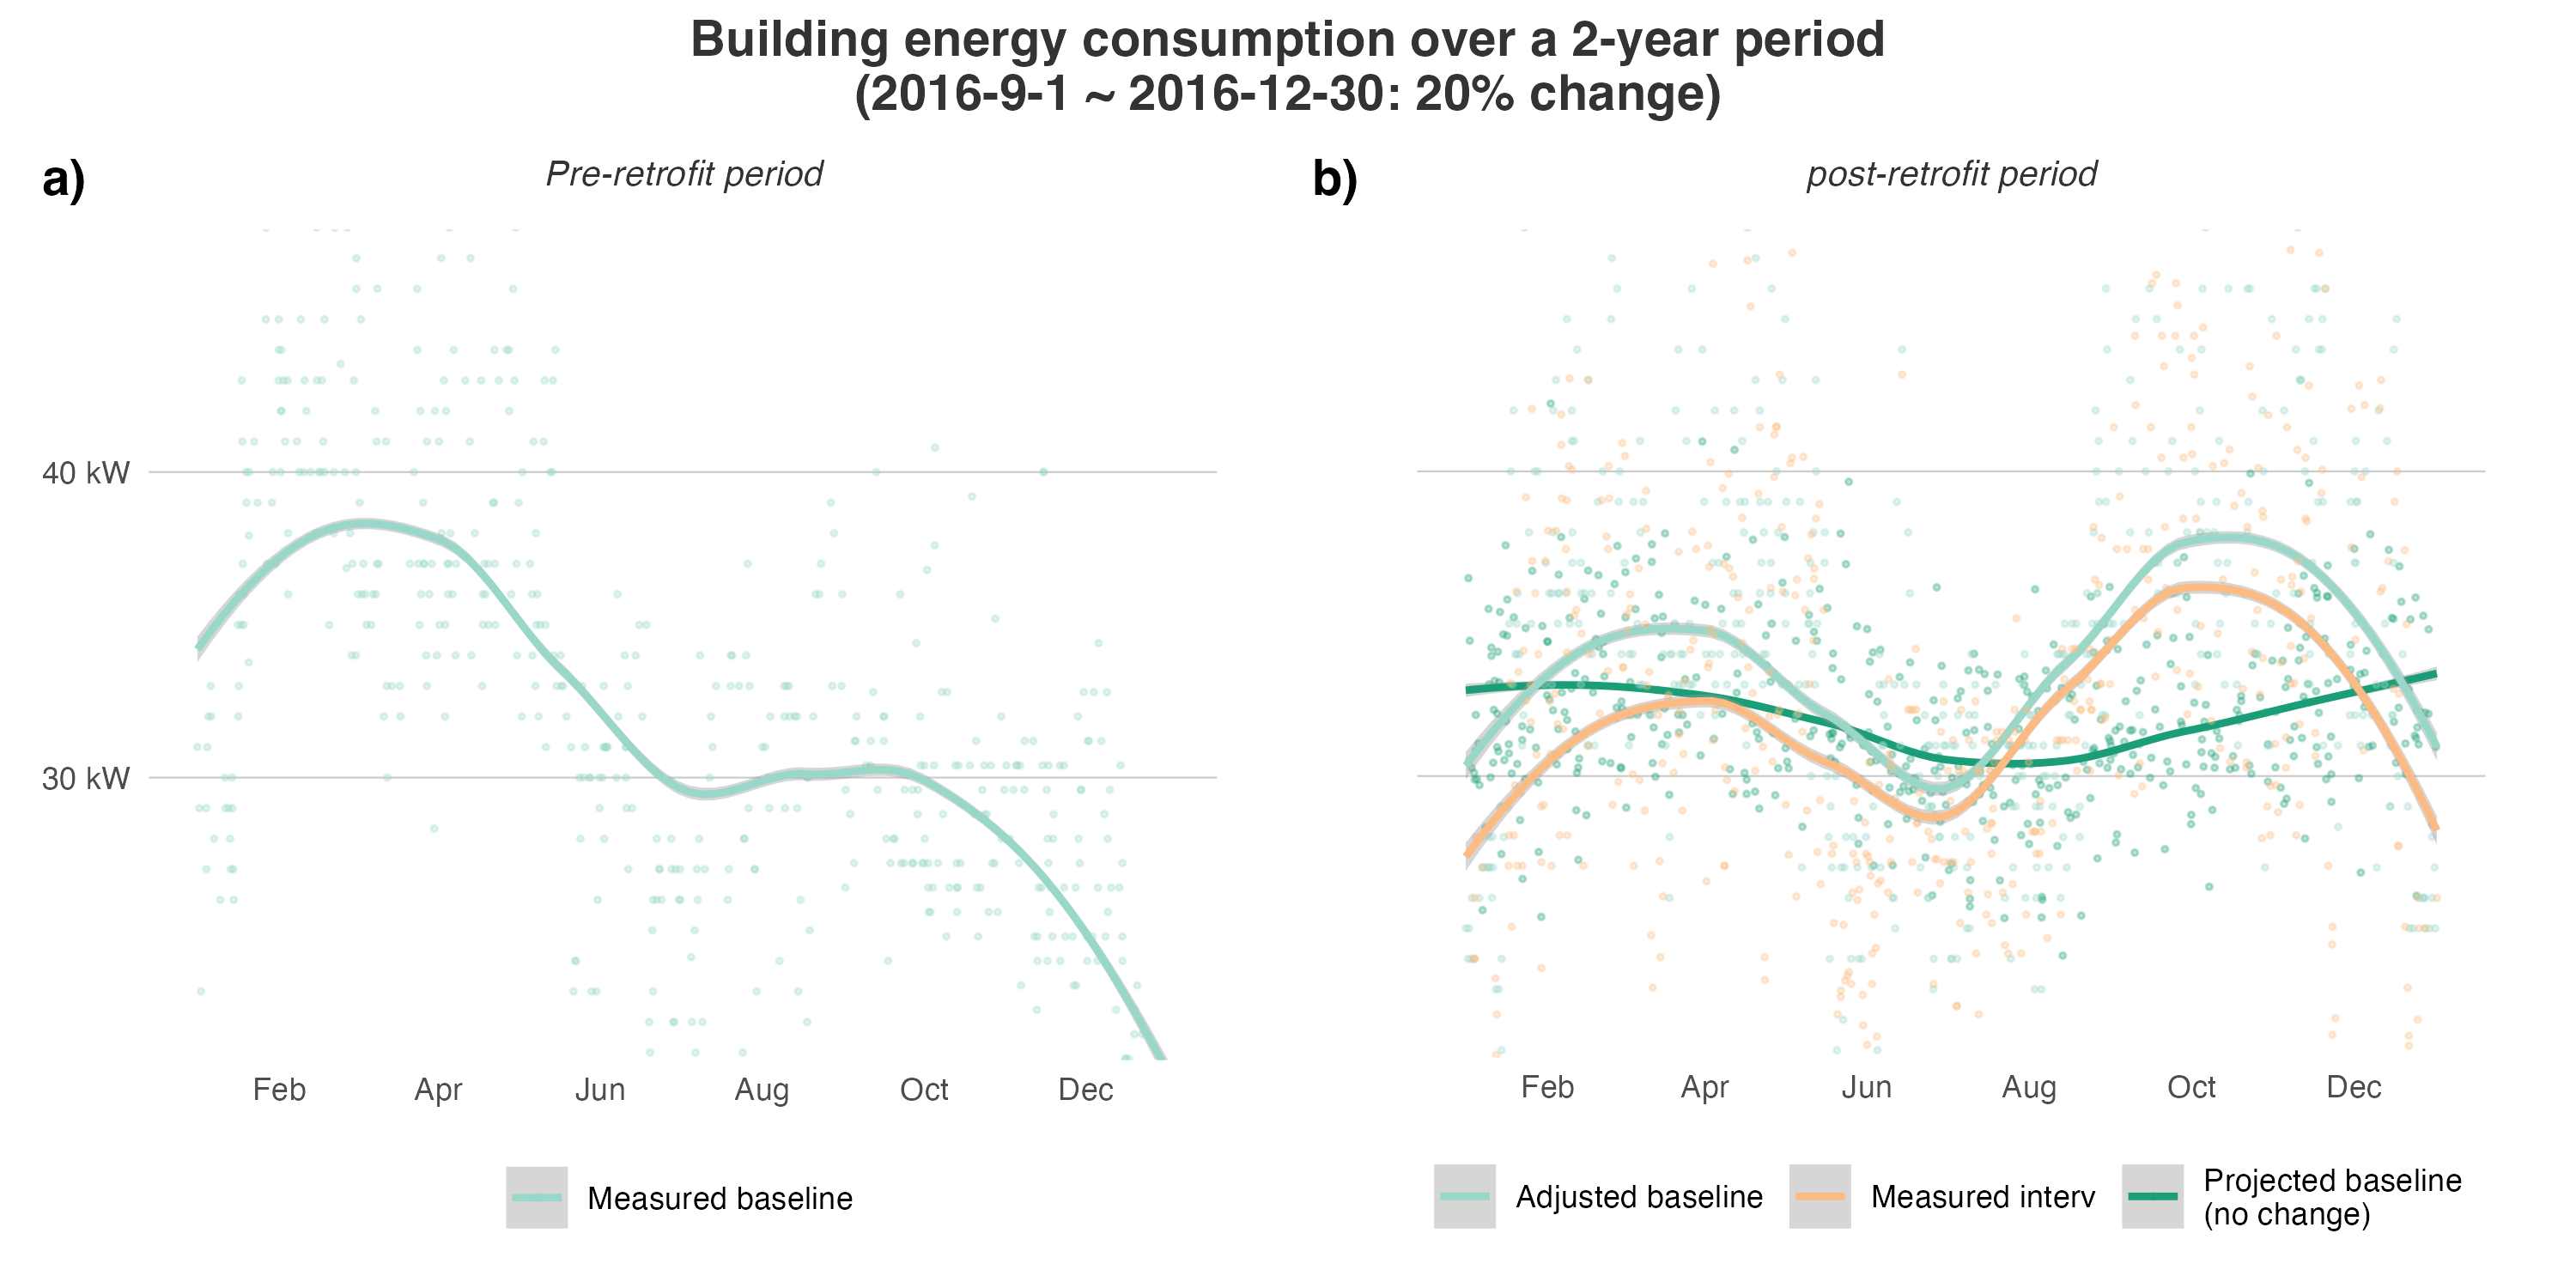 Building energy consumption over a 2-year period
(2016-9-1 ~ 2016-12-30: 20% change)
a)
Pre-retrofit period
40 kW
30 kW
Feb Apr Jun Aug Oct Dec
Measured baseline
b)
post-retrofit period
Feb Apr Jun Aug Oct Dec
Adjusted baseline
Measured interv
Projected baseline
(no change)